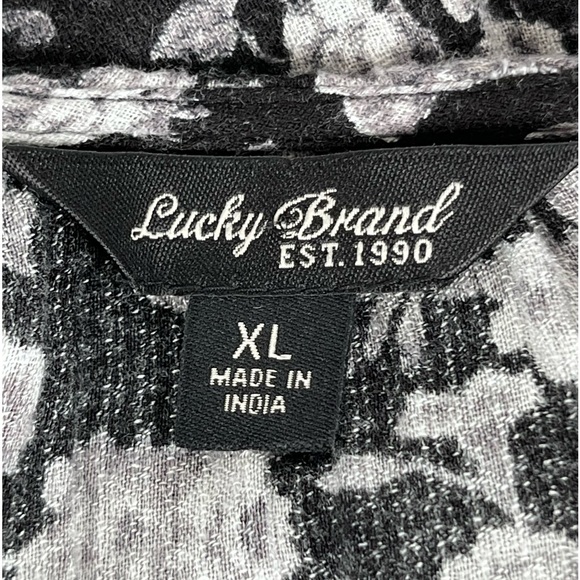 Lucky Brand
EST. 1990
XL
MADE IN
INDIA